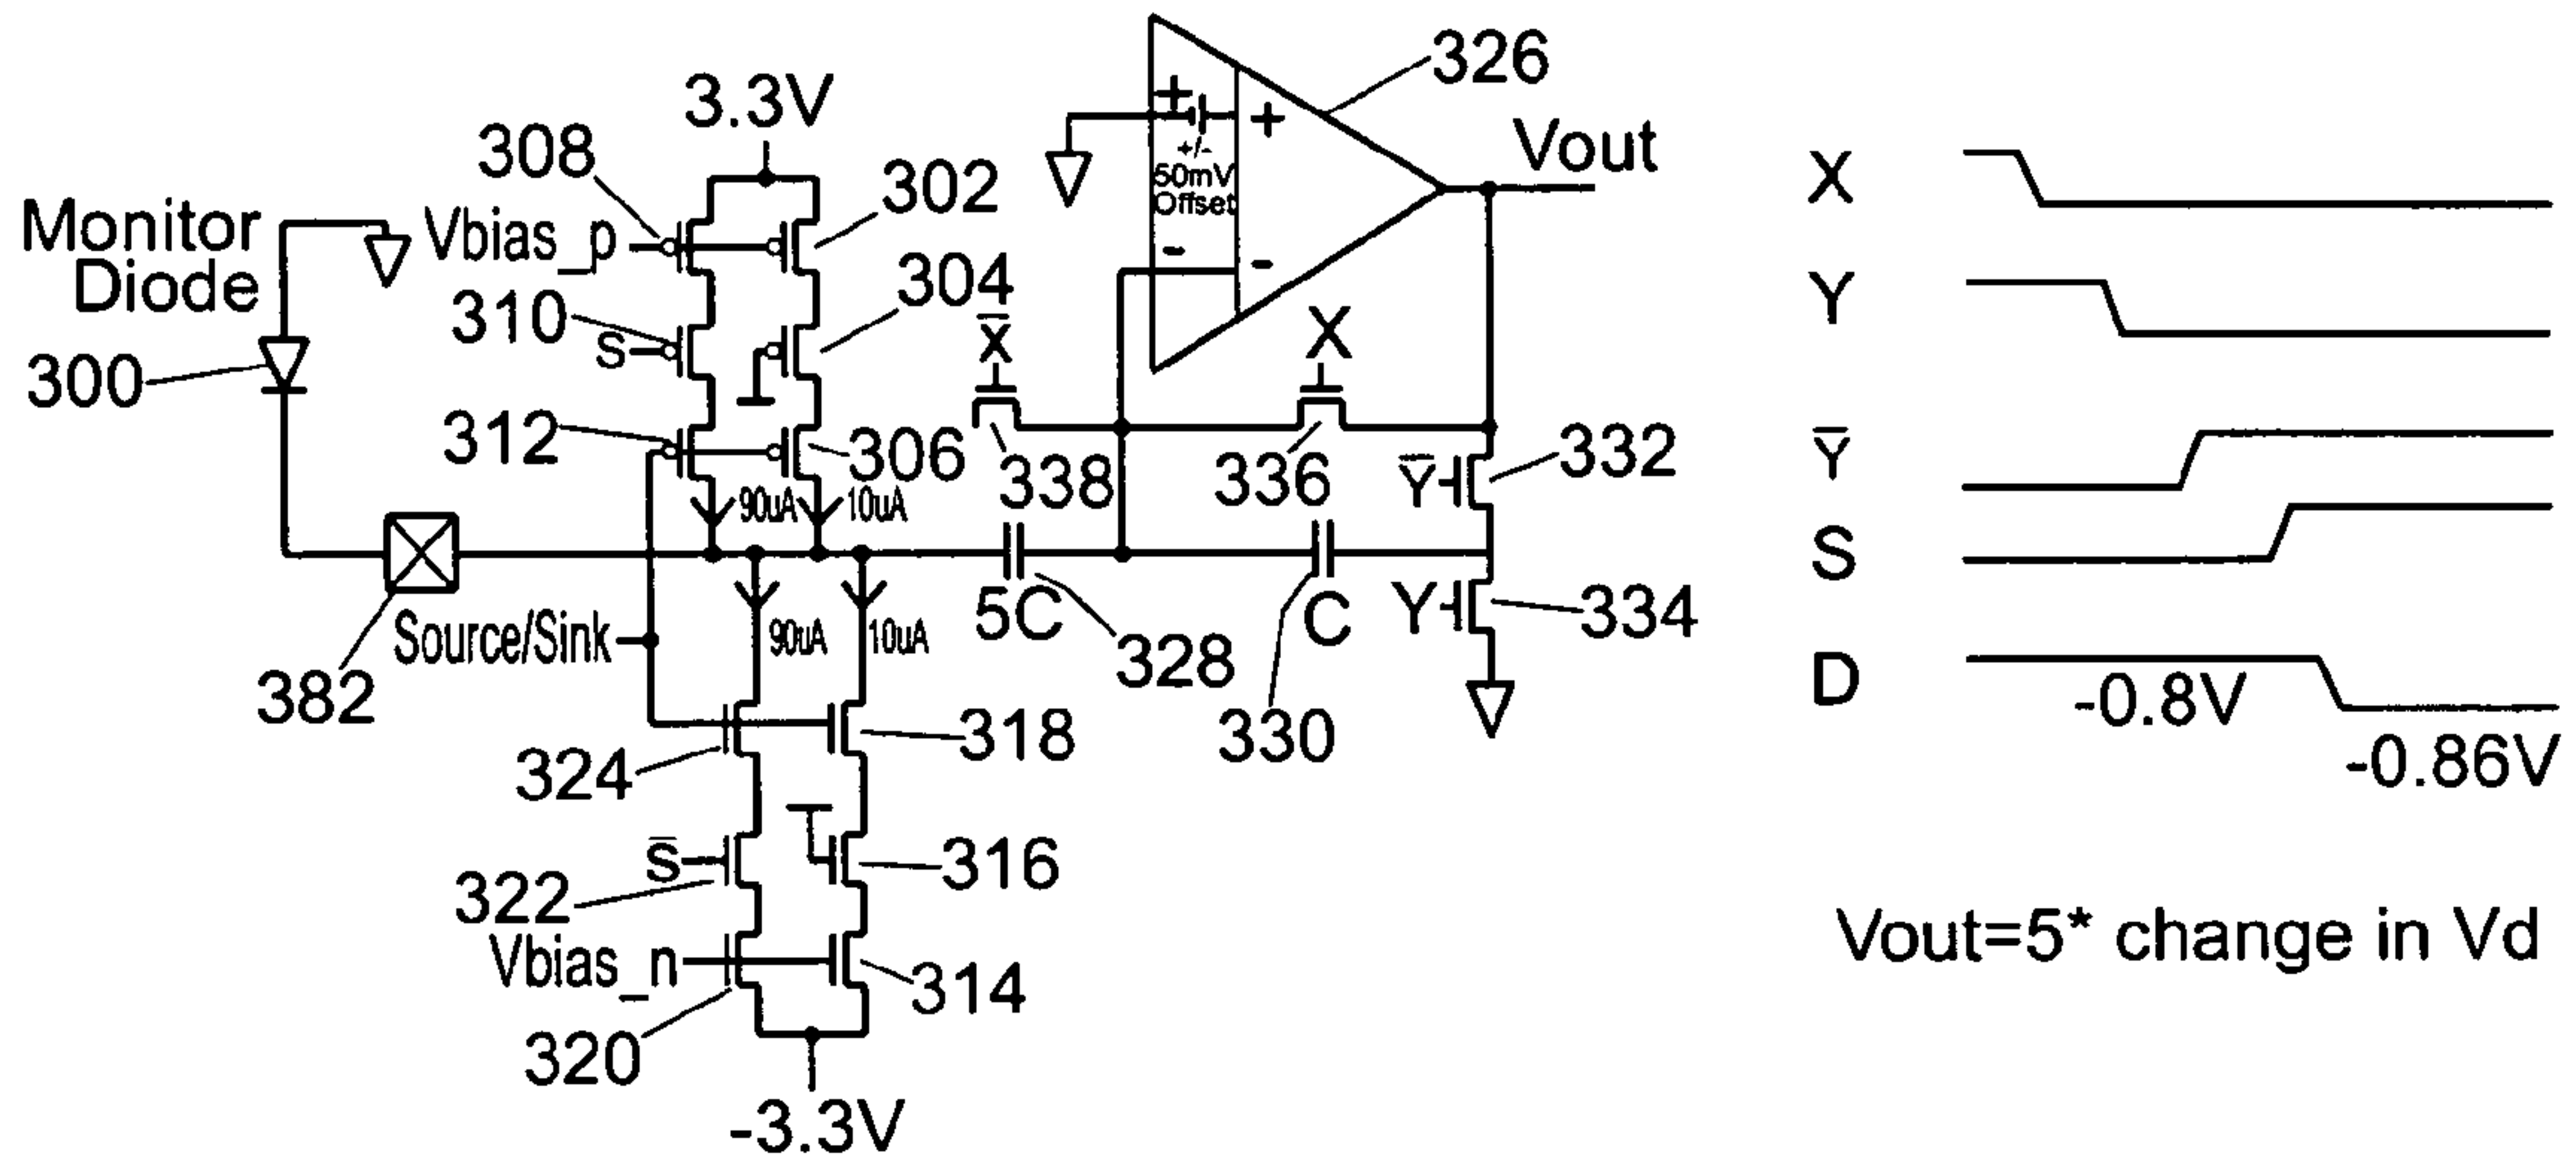 326
3.3V
308
302
Vout
+
+
+/-
50mV
Offset
-
-
Monitor
Diode
Vbias_p
304
310
S
300
X̅
X
312
306
338
336
Y̅
332
90uA
10uA
382
Source/Sink
90uA
10uA
5C
328
C
330
Y
334
324
318
S̅
322
316
Vbias_n
320
314
-3.3V
X
Y
Y̅
S
D
-0.8V
-0.86V
Vout=5* change in Vd